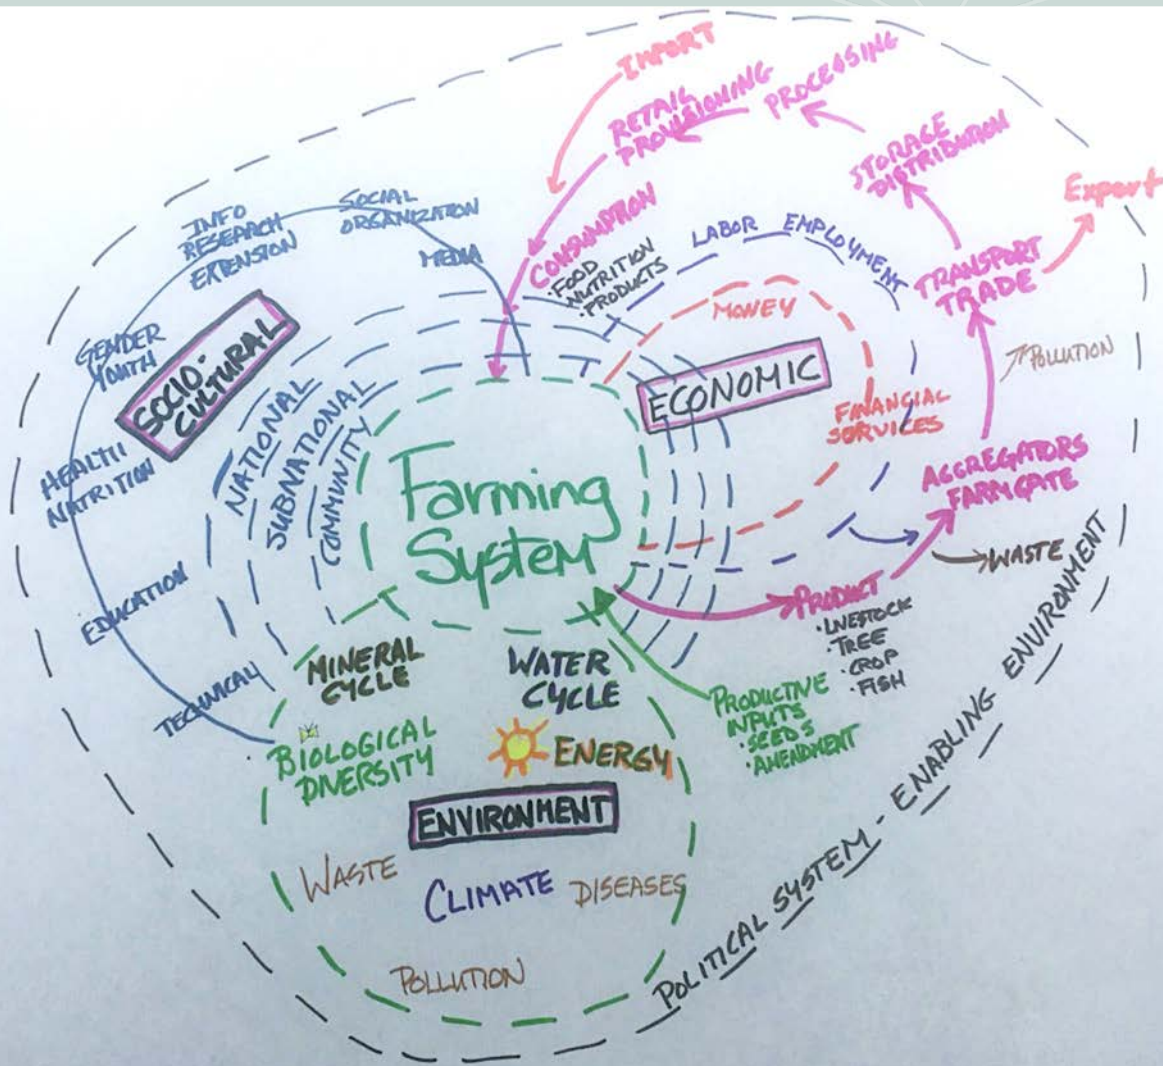 IMPORT
RETAIL
PROVISIONING
PROCESSING
STORAGE
DISTRIBUTION
Export
TRANSPORT
TRADE
POLLUTION
AGGREGATORS
FARMGATE
WASTE
PRODUCT
• LIVESTOCK
• TREE
• CROP
• FISH
CONSUMPTION
• FOOD
NUTRITION
• PRODUCTS
LABOR EMPLOYMENT
MONEY
ECONOMIC
FINANCIAL
SERVICES
INFO
RESEARCH
EXTENSION
SOCIAL
ORGANIZATION
MEDIA
GENDER
YOUTH
SOCIO-
CULTURAL
HEALTH
NUTRITION
EDUCATION
TECHNICAL
NATIONAL
SUBNATIONAL
COMMUNITY
Farming
System
MINERAL
CYCLE
WATER
CYCLE
BIOLOGICAL
DIVERSITY
ENERGY
PRODUCTIVE
INPUTS
• SEEDS
• AMENDMENT
ENVIRONMENT
WASTE
CLIMATE
DISEASES
POLLUTION
POLITICAL SYSTEM - ENABLING ENVIRONMENT